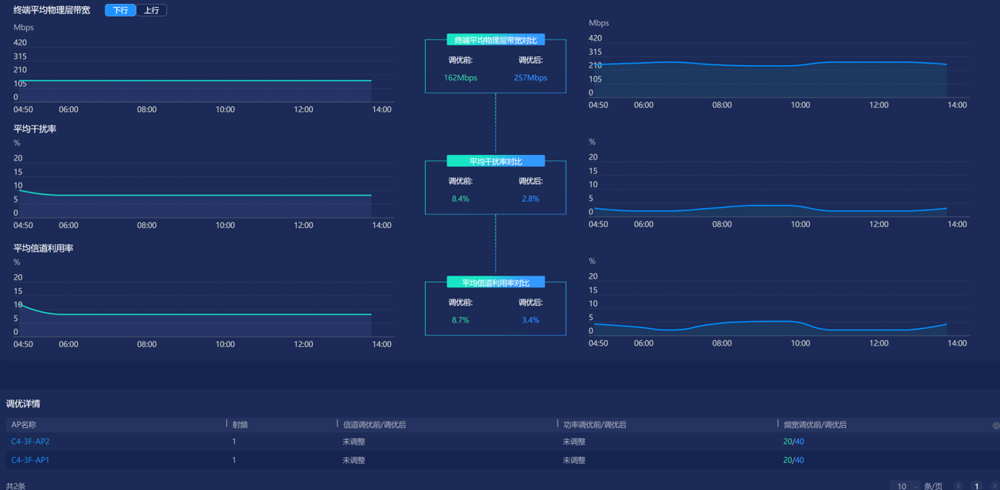 终端平均物理层带宽 下行 上行
Mbps
420
315
210
105
0
04:50 06:00 08:00 10:00 12:00 14:00
平均干扰率
%
20
15
10
5
0
04:50 06:00 08:00 10:00 12:00 14:00
平均信道利用率
%
20
15
10
5
0
04:50 06:00 08:00 10:00 12:00 14:00
终端平均物理层带宽对比
调优前: 调优后:
162Mbps 257Mbps
平均干扰率对比
调优前: 调优后:
8.4% 2.8%
平均信道利用率对比
调优前: 调优后:
8.7% 3.4%
Mbps
420
315
210
105
0
04:50 06:00 08:00 10:00 12:00 14:00
%
20
15
10
5
0
04:50 06:00 08:00 10:00 12:00 14:00
%
20
15
10
5
0
04:50 06:00 08:00 10:00 12:00 14:00
调优详情
AP名称 射频 信道调优前/调优后 功率调优前/调优后 频宽调优前/调优后
C4-3F-AP2 1 未调整 未调整 20/40
C4-3F-AP1 1 未调整 未调整 20/40
共2条 10 条/页 1